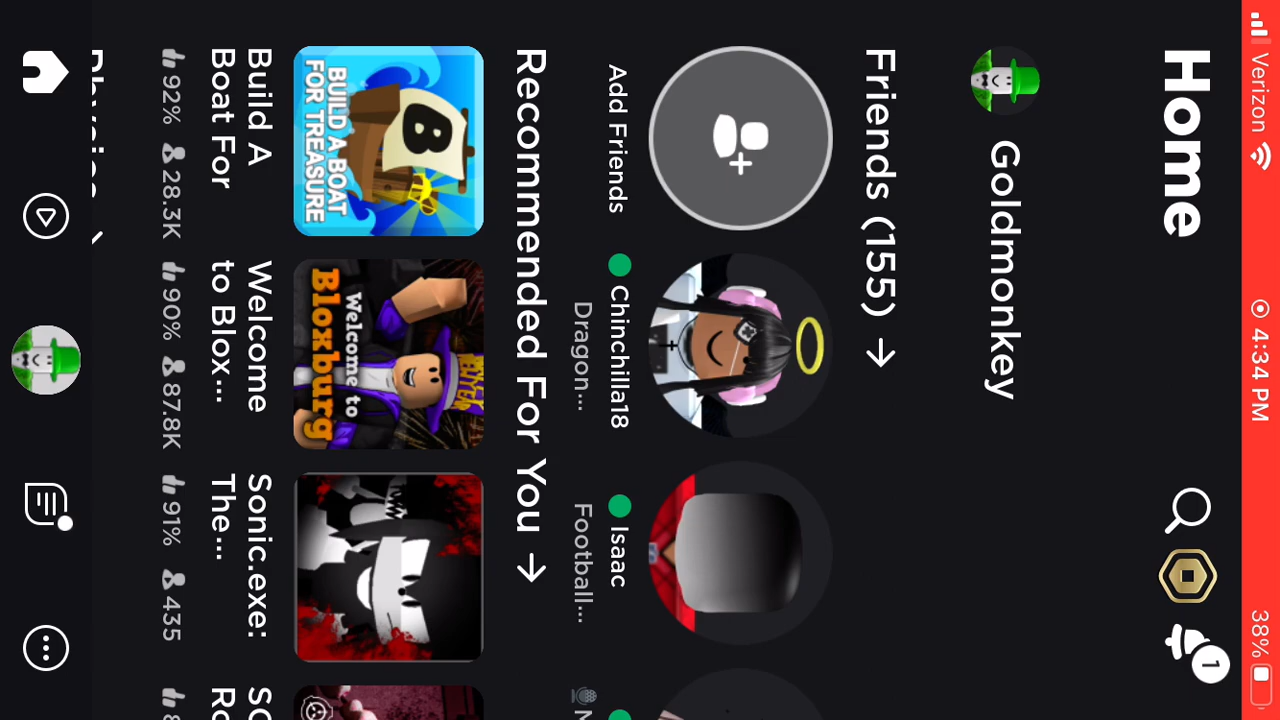 Verizon 4:34 PM 38%
Home
1
Goldmonkey
Friends (155) →
Add Friends
Chinchilla18
Dragon...
Isaac
Football...
Recommended For You →
BUILD A BOAT
FOR TREASURE
B
Welcome to
Bloxburg
Build A
Boat For
92% 28.3K
Welcome
to Blox...
90% 87.8K
Sonic.exe:
The...
91% 435